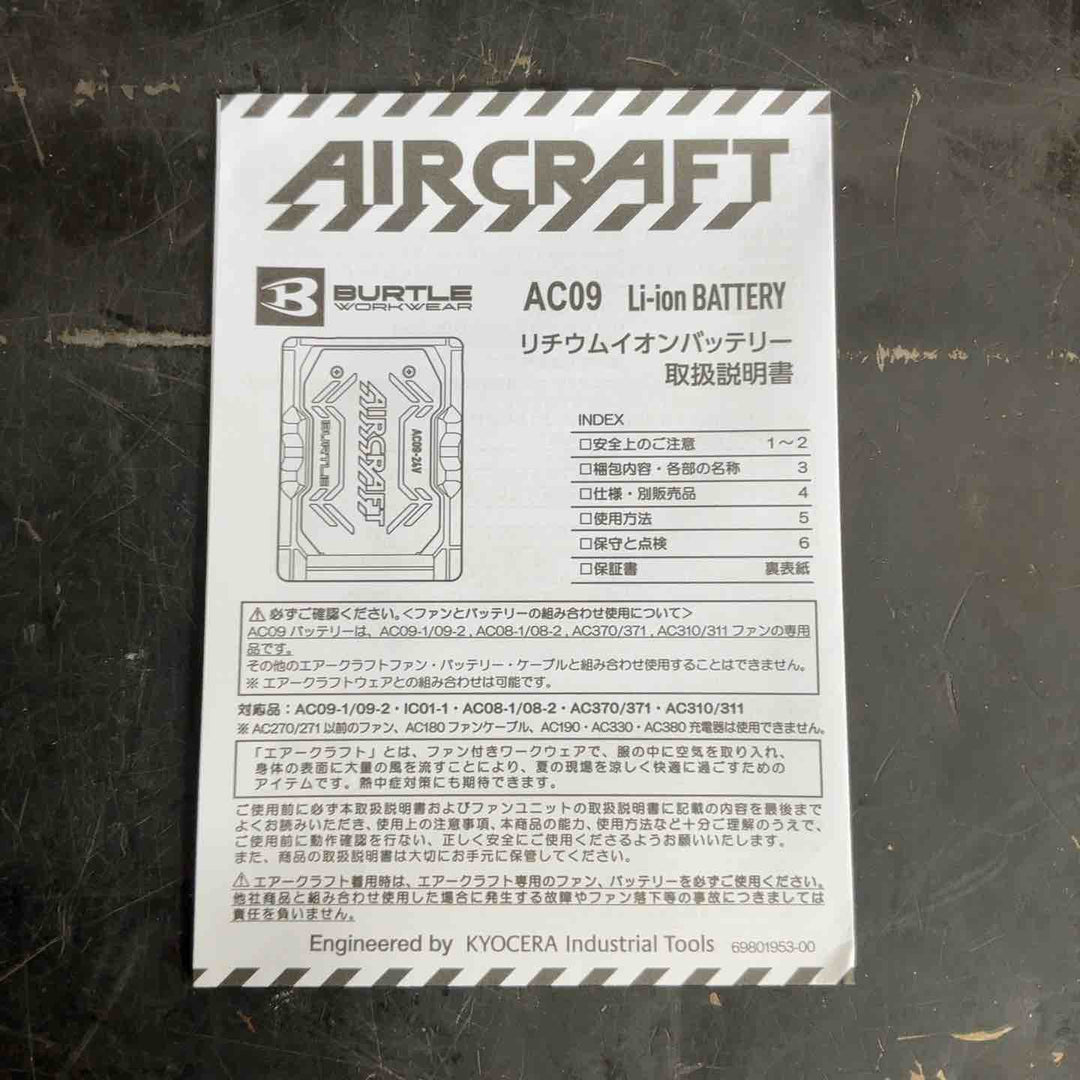 AIRCRAFT
B BURTLE
WORKWEAR
AC09 Li-ion BATTERY
リチウムイオンバッテリー
取扱説明書
AIRCRAFT
BURTLE
AC09-24V
INDEX
□安全上のご注意 1～2
□梱包内容・各部の名称 3
□仕様・別販売品 4
□使用方法 5
□保守と点検 6
□保証書 裏表紙
⚠ 必ずご確認ください。＜ファンとバッテリーの組み合わせ使用について＞
AC09 バッテリーは、AC09-1/09-2 , AC08-1/08-2 , AC370/371 , AC310/311 ファンの専用
品です。
その他のエアークラフトファン・バッテリー・ケーブルと組み合わせ使用することはできません。
※ エアークラフトウェアとの組み合わせは可能です。
対応品：AC09-1/09-2・IC01-1・AC08-1/08-2・AC370/371・AC310/311
※ AC270/271 以前のファン、AC180 ファンケーブル、AC190・AC330・AC380 充電器は使用できません。
「エアークラフト」とは、ファン付きワークウェアで、服の中に空気を取り入れ、
身体の表面に大量の風を流すことにより、夏の現場を涼しく快適に過ごすための
アイテムです。熱中症対策にも期待できます。
ご使用前に必ず本取扱説明書およびファンユニットの取扱説明書に記載の内容を最後まで
よくお読みいただき、使用上の注意事項、本商品の能力、使用方法など十分ご理解のうえで、
ご使用前に動作確認を行ない、正しく安全にご使用くださるようお願いいたします。
また、商品の取扱説明書は大切にお手元に保管してください。
⚠ エアークラフト着用時は、エアークラフト専用のファン、バッテリーを必ずご使用ください。
他社商品と組み合わせ使用した場合に発生する故障やファン落下等の事故につきましては
責任を負いません。
Engineered by KYOCERA Industrial Tools 69801953-00